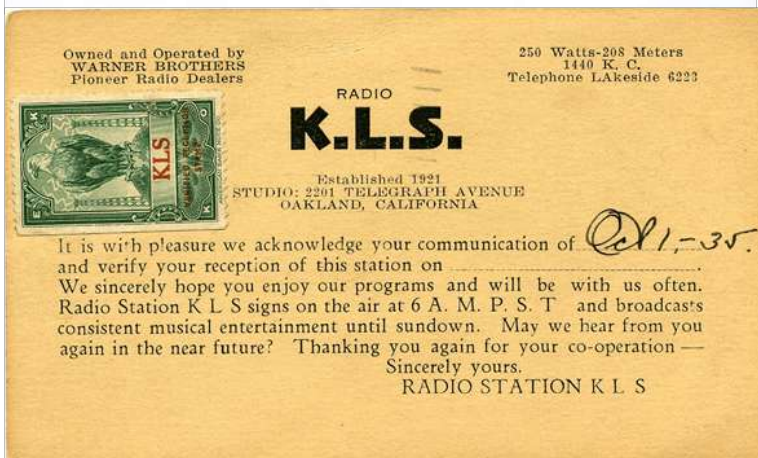 Owned and Operated by
WARNER BROTHERS
Pioneer Radio Dealers
250 Watts-208 Meters
1440 K. C.
Telephone LAkeside 6223
RADIO
K.L.S.
Established 1921
STUDIO: 2201 TELEGRAPH AVENUE
OAKLAND, CALIFORNIA
E K K O
KLS
VERIFIED RECEPTION
STAMP
It is with pleasure we acknowledge your communication of Oct 1,-35.
and verify your reception of this station on
We sincerely hope you enjoy our programs and will be with us often.
Radio Station K L S signs on the air at 6 A. M. P. S. T and broadcasts
consistent musical entertainment until sundown. May we hear from you
again in the near future? Thanking you again for your co-operation —
Sincerely yours.
RADIO STATION K L S